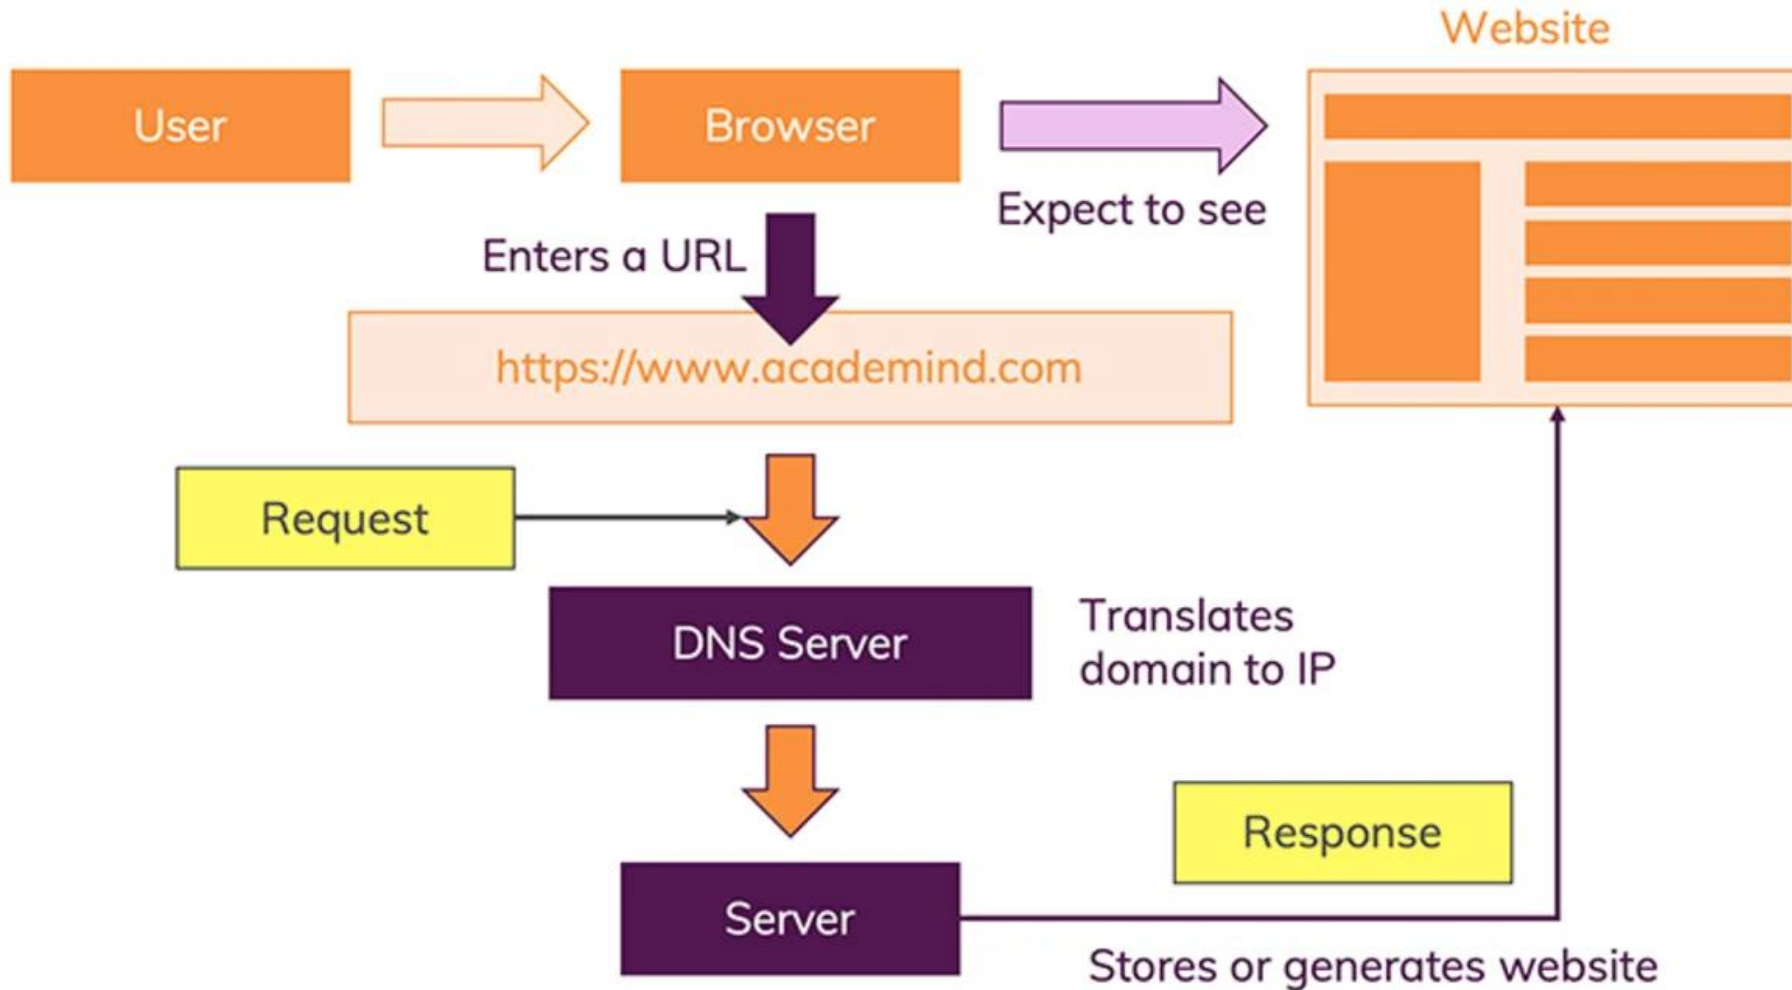 Website
User
Browser
Expect to see
Enters a URL
https://www.academind.com
Request
DNS Server
Translates
domain to IP
Response
Server
Stores or generates website